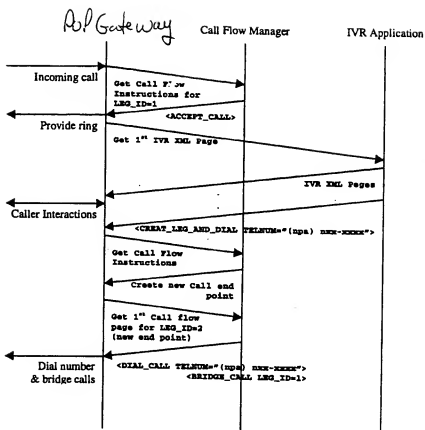 PoP Gateway
Call Flow Manager
IVR Application
Incoming call
Get Call Flow
Instructions for
LEG_ID=1
<ACCEPT_CALL>
Provide ring
Get 1st IVR XML Page
IVR XML Pages
Caller Interactions
<CREAT_LEG_AND_DIAL TELNUM="(npa) nxx-xxxx">
Get Call Flow
Instructions
Create new Call end
point
Get 1st Call flow
page for LEG_ID=2
(new end point)
Dial number
& bridge calls
<DIAL_CALL TELNUM="(npa) nxx-xxxx">
<BRIDGE_CALL LEG_ID=1>